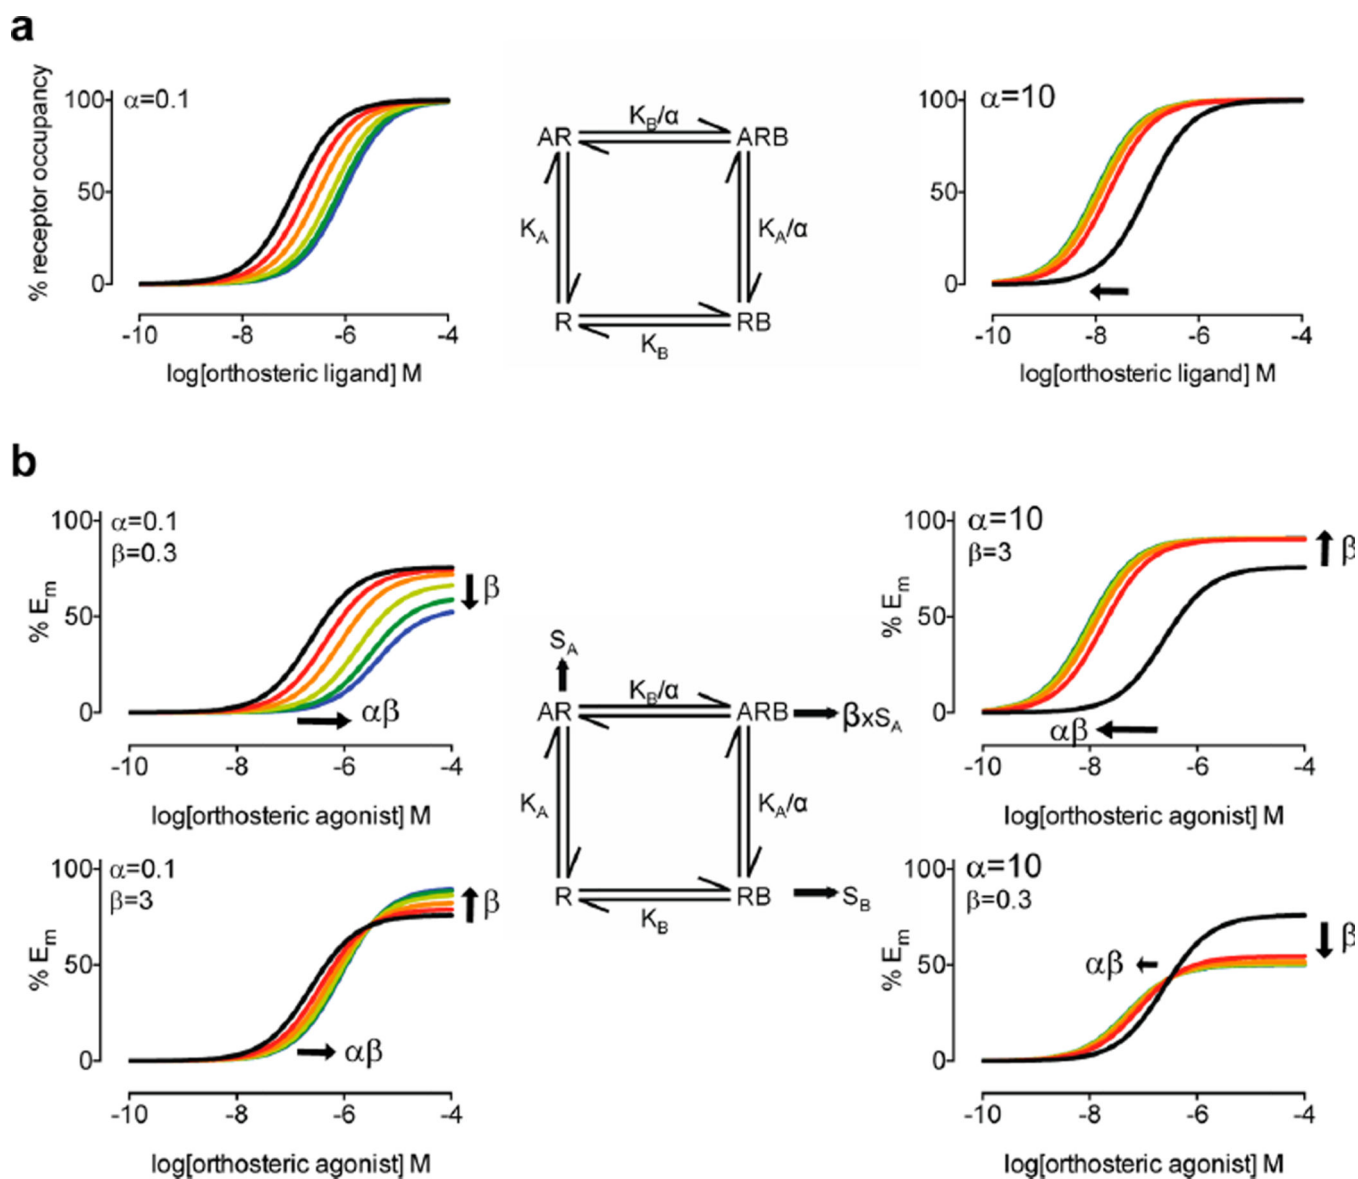 a
% receptor occupancy
100
50
0
α=0.1
-10 -8 -6 -4
log[orthosteric ligand] M
K_B/α
AR ARB
K_A K_A/α
R RB
K_B
100
50
0
α=10
-10 -8 -6 -4
log[orthosteric ligand] M
b
% E_m
100
50
0
α=0.1
β=0.3
β
αβ
-10 -8 -6 -4
log[orthosteric agonist] M
% E_m
100
50
0
α=0.1
β=3
β
αβ
-10 -8 -6 -4
log[orthosteric agonist] M
S_A
K_B/α
AR ARB βxS_A
K_A K_A/α
R RB S_B
K_B
% E_m
100
50
0
α=10
β=3
β
αβ
-10 -8 -6 -4
log[orthosteric agonist] M
% E_m
100
50
0
α=10
β=0.3
β
αβ
-10 -8 -6 -4
log[orthosteric agonist] M